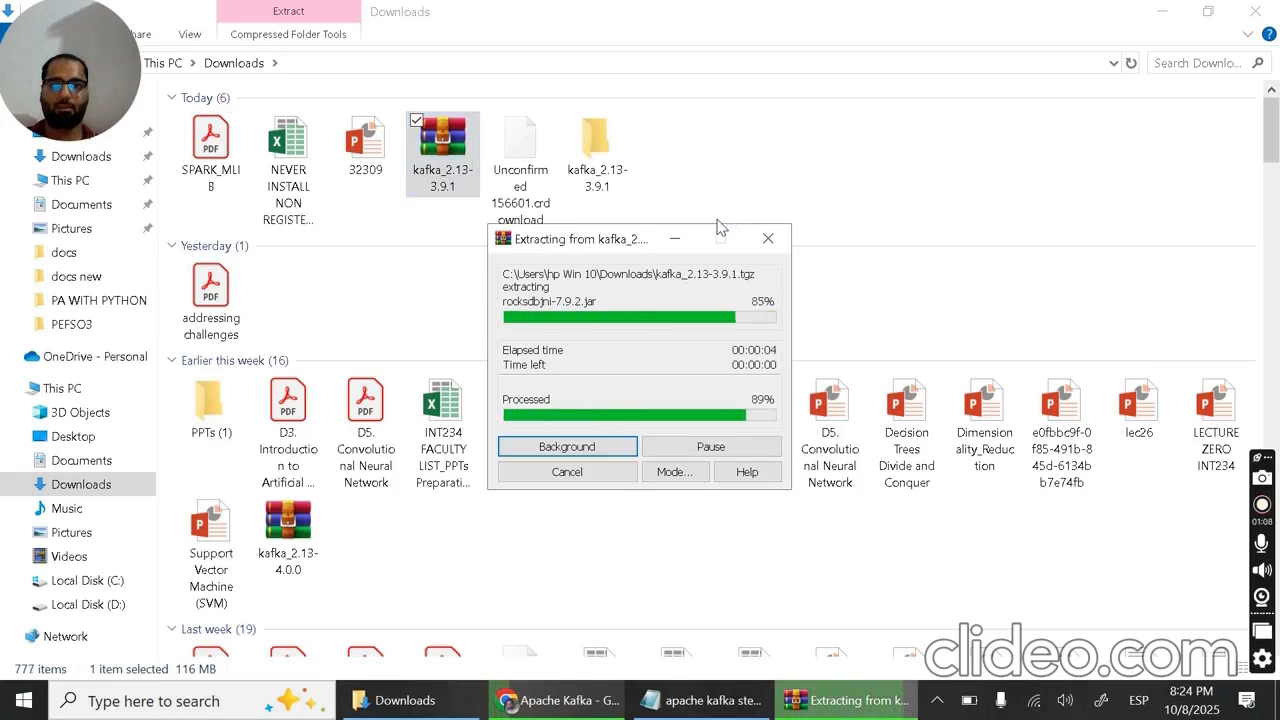 Extract
Downloads
hare
View
Compressed Folder Tools
This PC
Downloads
Search Downlo...
Today (6)
SPARK_MLI
B
NEVER
INSTALL
NON
REGISTE...
32309
kafka_2.13-
3.9.1
Unconfirm
ed
156601.crd
ownload
kafka_2.13-
3.9.1
Downloads
This PC
Documents
Pictures
docs
docs new
PA WITH PYTHON
PEFSO3
OneDrive - Personal
This PC
3D Objects
Desktop
Documents
Downloads
Music
Pictures
Videos
Local Disk (C:)
Local Disk (D:)
Network
Yesterday (1)
addressing
challenges
Extracting from kafka_2....
C:\Users\hp Win 10\Downloads\kafka_2.13-3.9.1.tgz
extracting
rocksdbjni-7.9.2.jar 85%
Elapsed time 00:00:04
Time left 00:00:00
Processed 89%
Background
Pause
Cancel
Mode...
Help
Earlier this week (16)
PPTs (1)
D3.
Introduction
n to
Artificial ...
D5.
Convolutio
nal Neural
Network
INT234
FACULTY
LIST_PPTs
Preparati...
D5.
Convolutio
nal Neural
Network
Decision
Trees
Divide and
Conquer
Dimension
ality_Redu
ction
e0fbbc9f-0
f85-491b-8
45d-6134b
b7e74fb
lec26
LECTURE
ZERO
INT234
Support
Vector
Machine
(SVM)
kafka_2.13-
4.0.0
Last week (19)
777 items
1 item selected 116 MB
01:08
clideo.com
Type here to search
Downloads
Apache Kafka - G...
apache kafka ste...
Extracting from k...
ESP
8:24 PM
10/8/2025